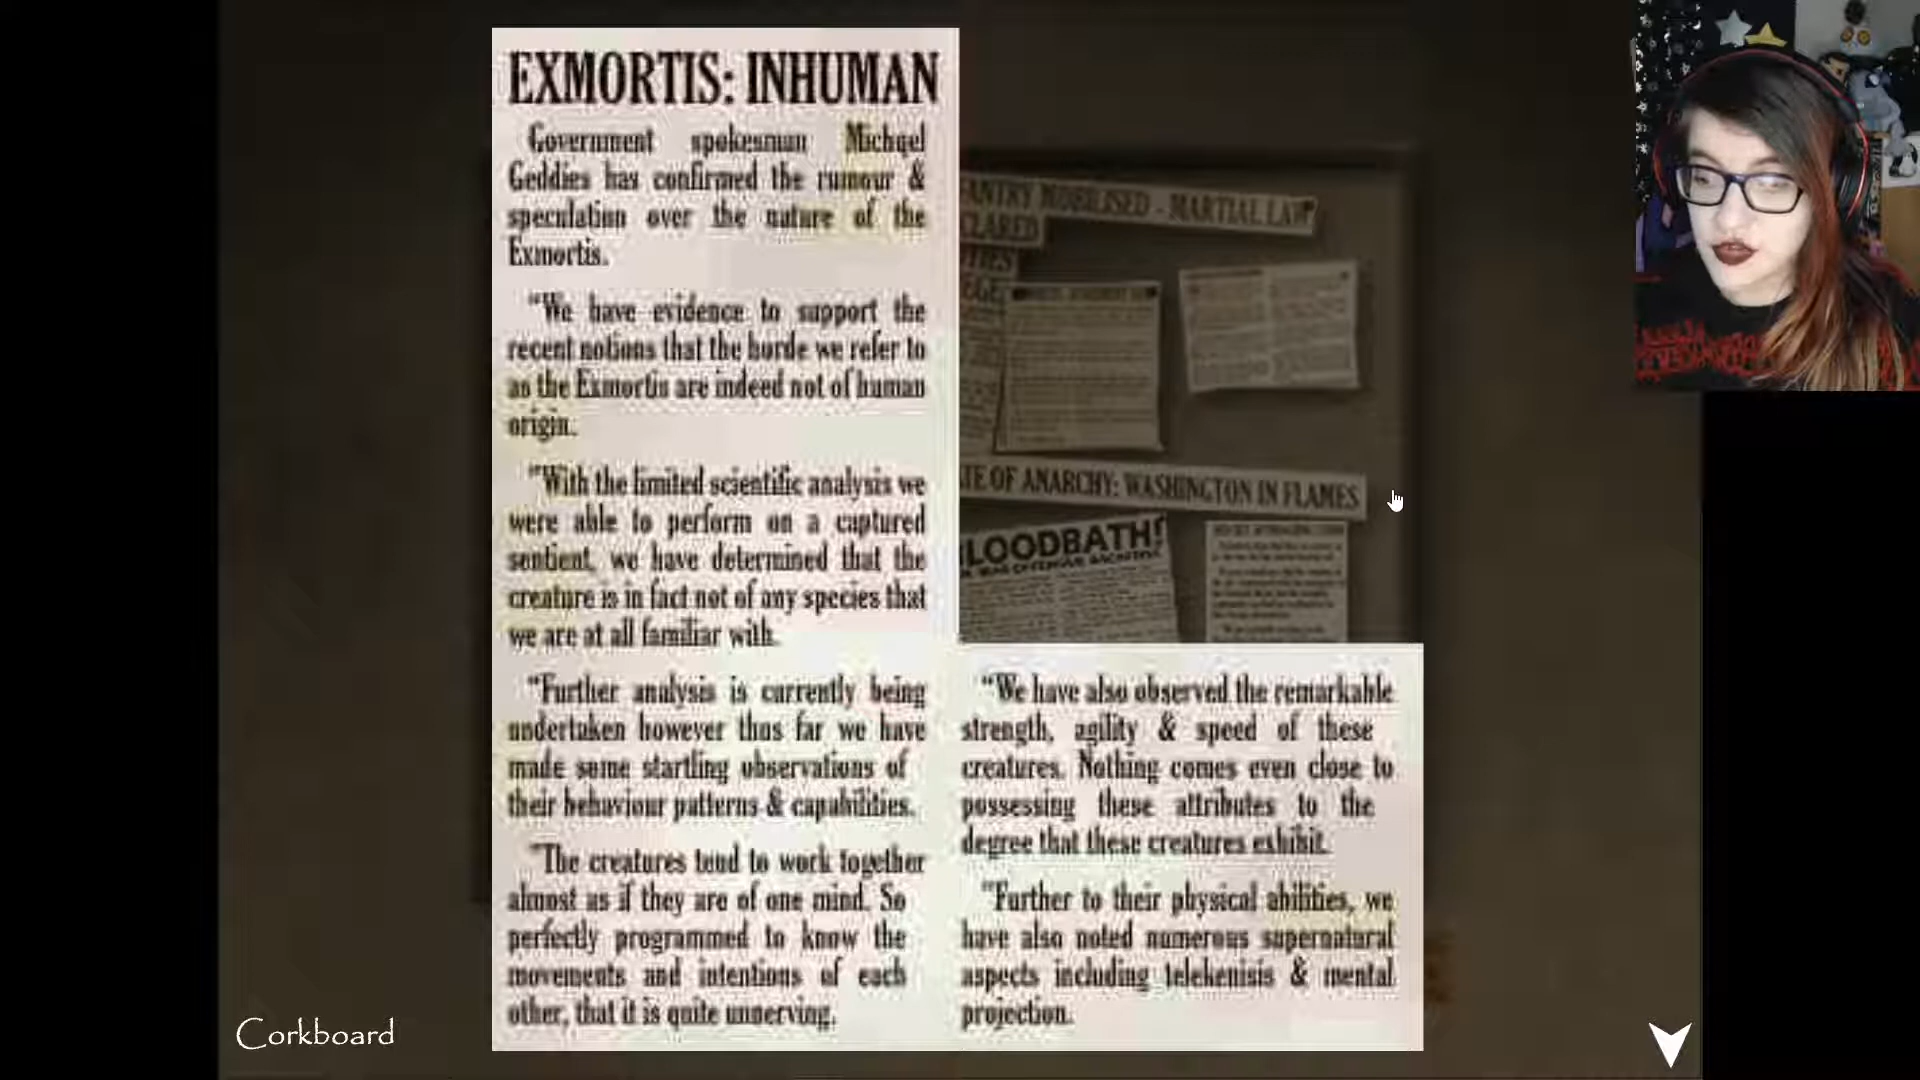 EXMORTIS: INHUMAN
Government spokesman Michael
Geddies has confirmed the rumour &
speculation over the nature of the
Exmortis.
"We have evidence to support the
recent notions that the horde we refer to
as the Exmortis are indeed not of human
origin.
"With the limited scientific analysis we
were able to perform on a captured
sentient, we have determined that the
creature is in fact not of any species that
we are at all familiar with.
"Further analysis is currently being
undertaken however thus far we have
made some startling observations of
their behaviour patterns & capabilities.
"The creatures tend to work together
almost as if they are of one mind. So
perfectly programmed to know the
movements and intentions of each
other, that it is quite unnerving.
"We have also observed the remarkable
strength, agility & speed of these
creatures. Nothing comes even close to
possessing these attributes to the
degree that these creatures exhibit.
"Further to their physical abilities, we
have also noted numerous supernatural
aspects including telekenisis & mental
projection.
ANTRY MOBILISED - MARTIAL LAW
CLARED
TIES
EGE
TE OF ANARCHY: WASHINGTON IN FLAMES
LOODBATH!
Corkboard